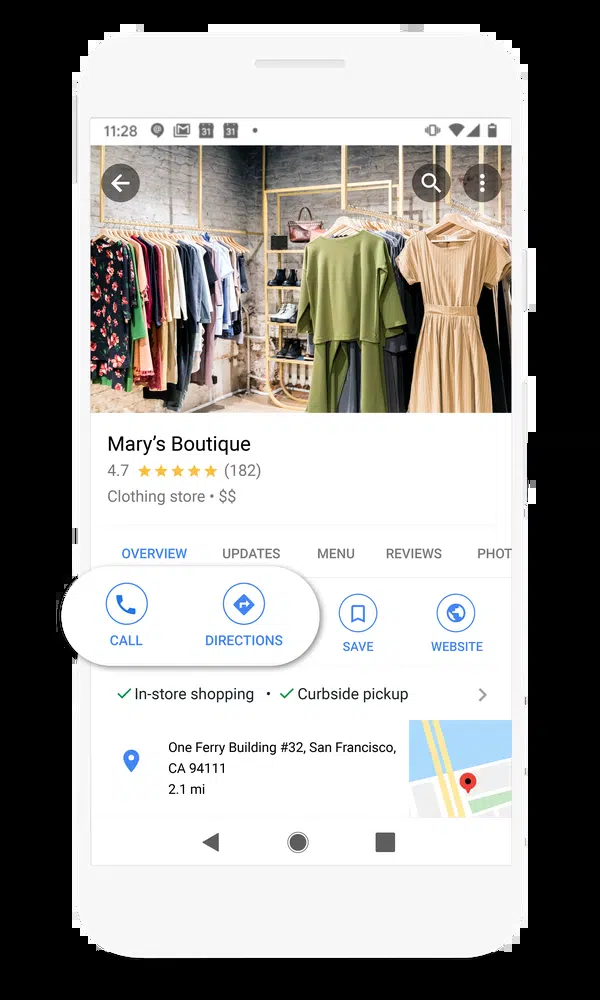 11:28
31 31
Mary’s Boutique
4.7 (182)
Clothing store • $$
OVERVIEW UPDATES MENU REVIEWS PHOT
CALL DIRECTIONS SAVE WEBSITE
In-store shopping • Curbside pickup
One Ferry Building #32, San Francisco,
CA 94111
2.1 mi